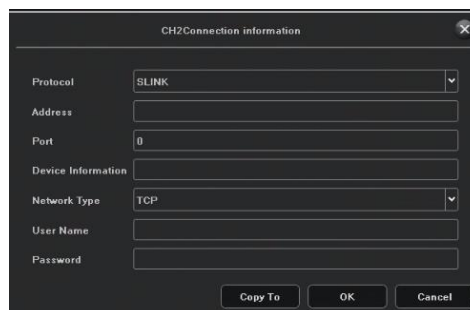 CH2Connection information
Protocol SLINK
Address
Port 0
Device Information
Network Type TCP
User Name
Password
Copy To OK Cancel